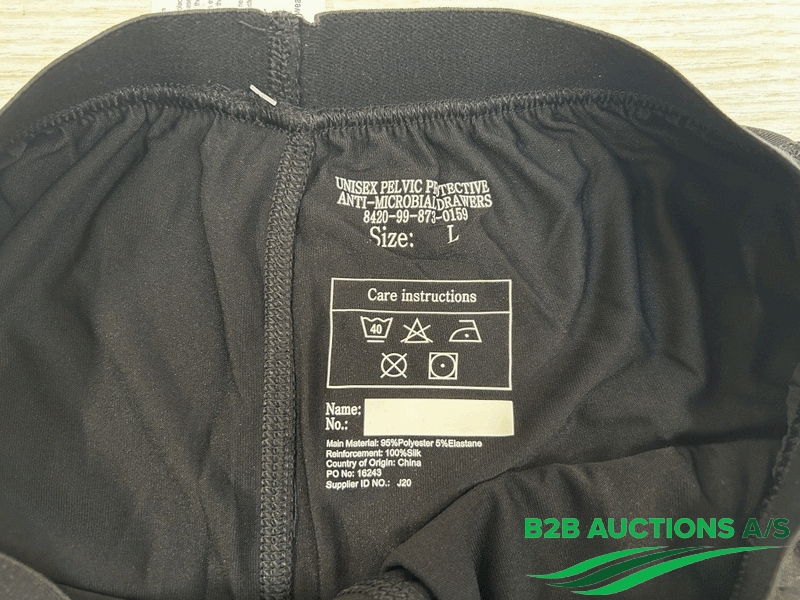 UNISEX PELVIC PROTECTIVE
ANTI-MICROBIAL DRAWERS
8420-99-873-0159
Size: L
Care instructions
40
Name:
No.:
Main Material: 95%Polyester 5%Elastane
Reinforcement: 100%Silk
Country of Origin: China
PO No: 16243
Supplier ID NO.: J20
B2B AUCTIONS A/S